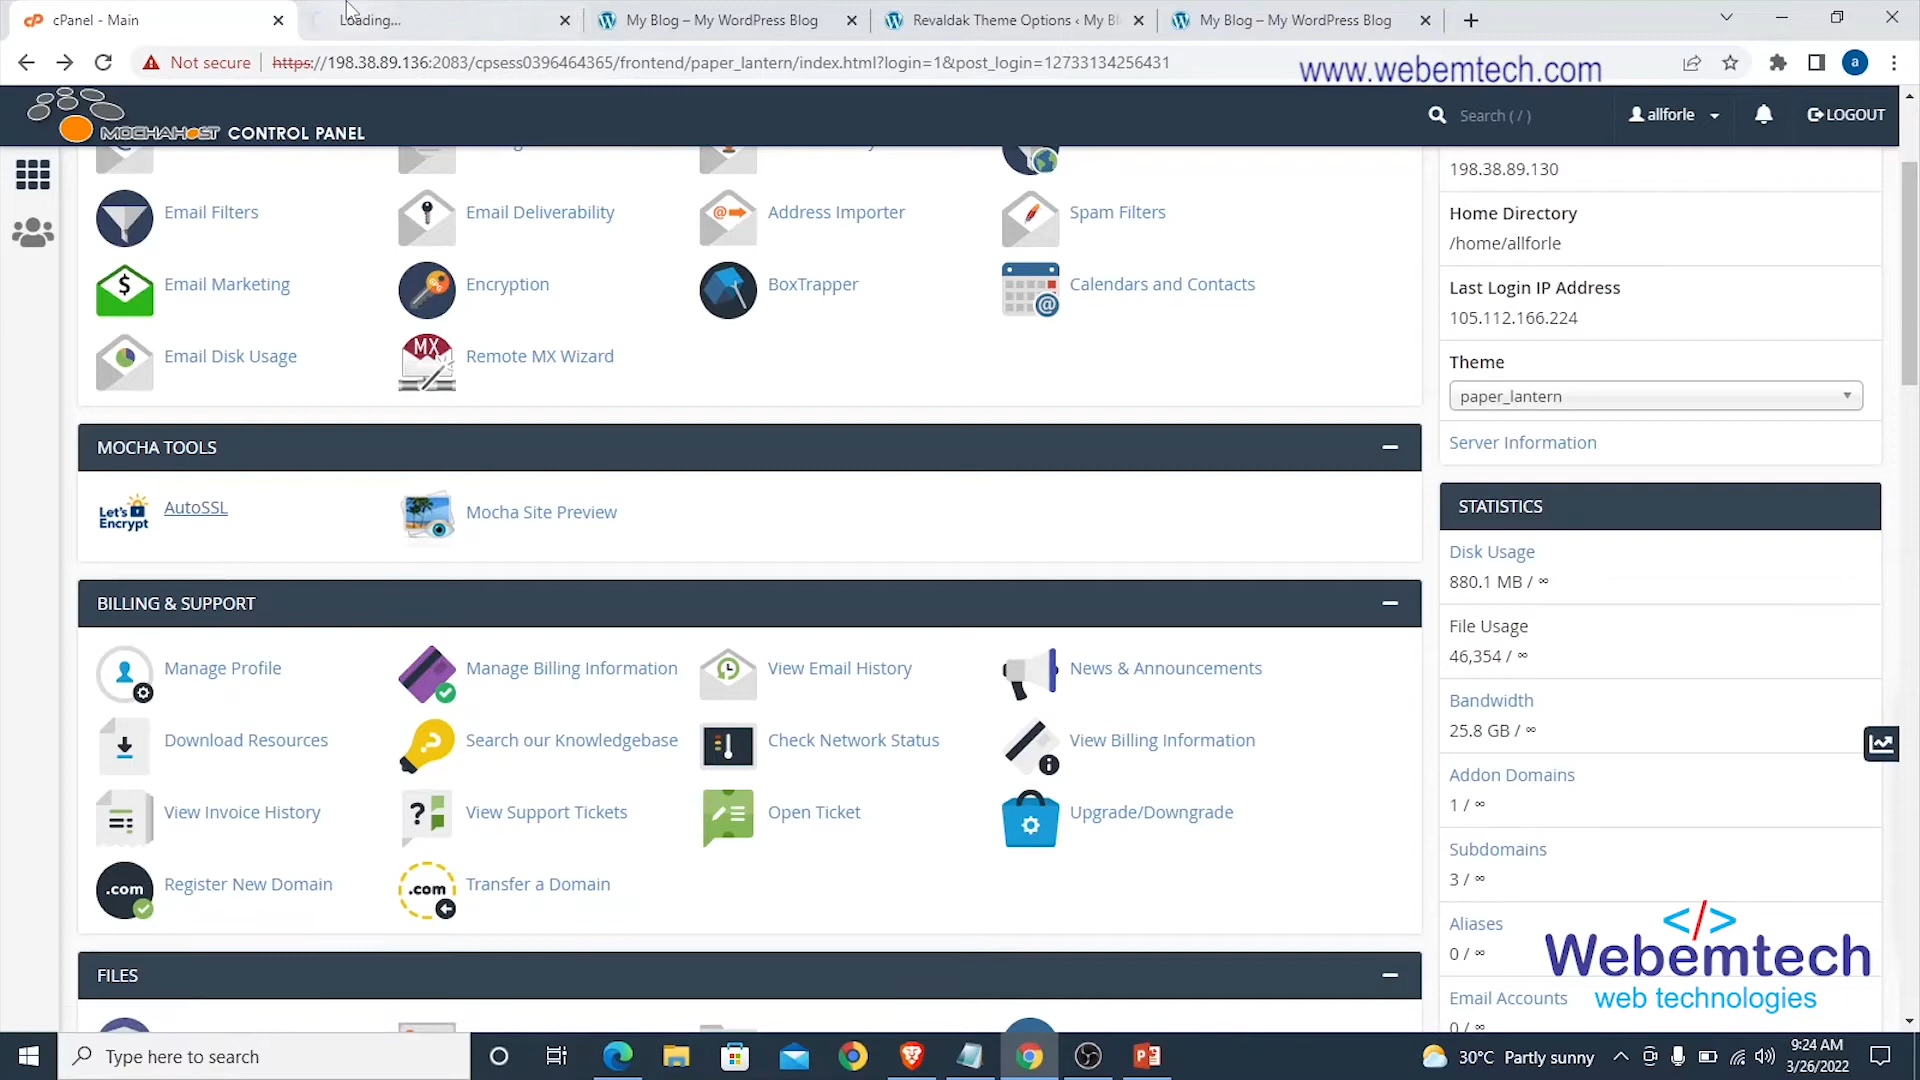 cPanel - Main
Loading...
My Blog – My WordPress Blog
Revaldak Theme Options ‹ My Bl
My Blog – My WordPress Blog
Not secure
https://198.38.89.136:2083/cpsess0396464365/frontend/paper_lantern/index.html?login=1&post_login=12733134256431
www.webemtech.com
a
MOCHAHOST CONTROL PANEL
Search ( / )
allforle
LOGOUT
198.38.89.130
Home Directory
/home/allforle
Last Login IP Address
105.112.166.224
Theme
paper_lantern
Server Information
Email Filters
Email Deliverability
Address Importer
Spam Filters
Email Marketing
Encryption
BoxTrapper
Calendars and Contacts
Email Disk Usage
MX
Remote MX Wizard
MOCHA TOOLS
Let's Encrypt
AutoSSL
Mocha Site Preview
BILLING & SUPPORT
Manage Profile
Manage Billing Information
View Email History
News & Announcements
Download Resources
Search our Knowledgebase
Check Network Status
View Billing Information
View Invoice History
View Support Tickets
Open Ticket
Upgrade/Downgrade
.com
Register New Domain
.com
Transfer a Domain
FILES
STATISTICS
Disk Usage
880.1 MB / ∞
File Usage
46,354 / ∞
Bandwidth
25.8 GB / ∞
Addon Domains
1 / ∞
Subdomains
3 / ∞
Aliases
0 / ∞
Email Accounts
0 / ∞
</>
Webemtech
web technologies
Type here to search
30°C Partly sunny
9:24 AM
3/26/2022